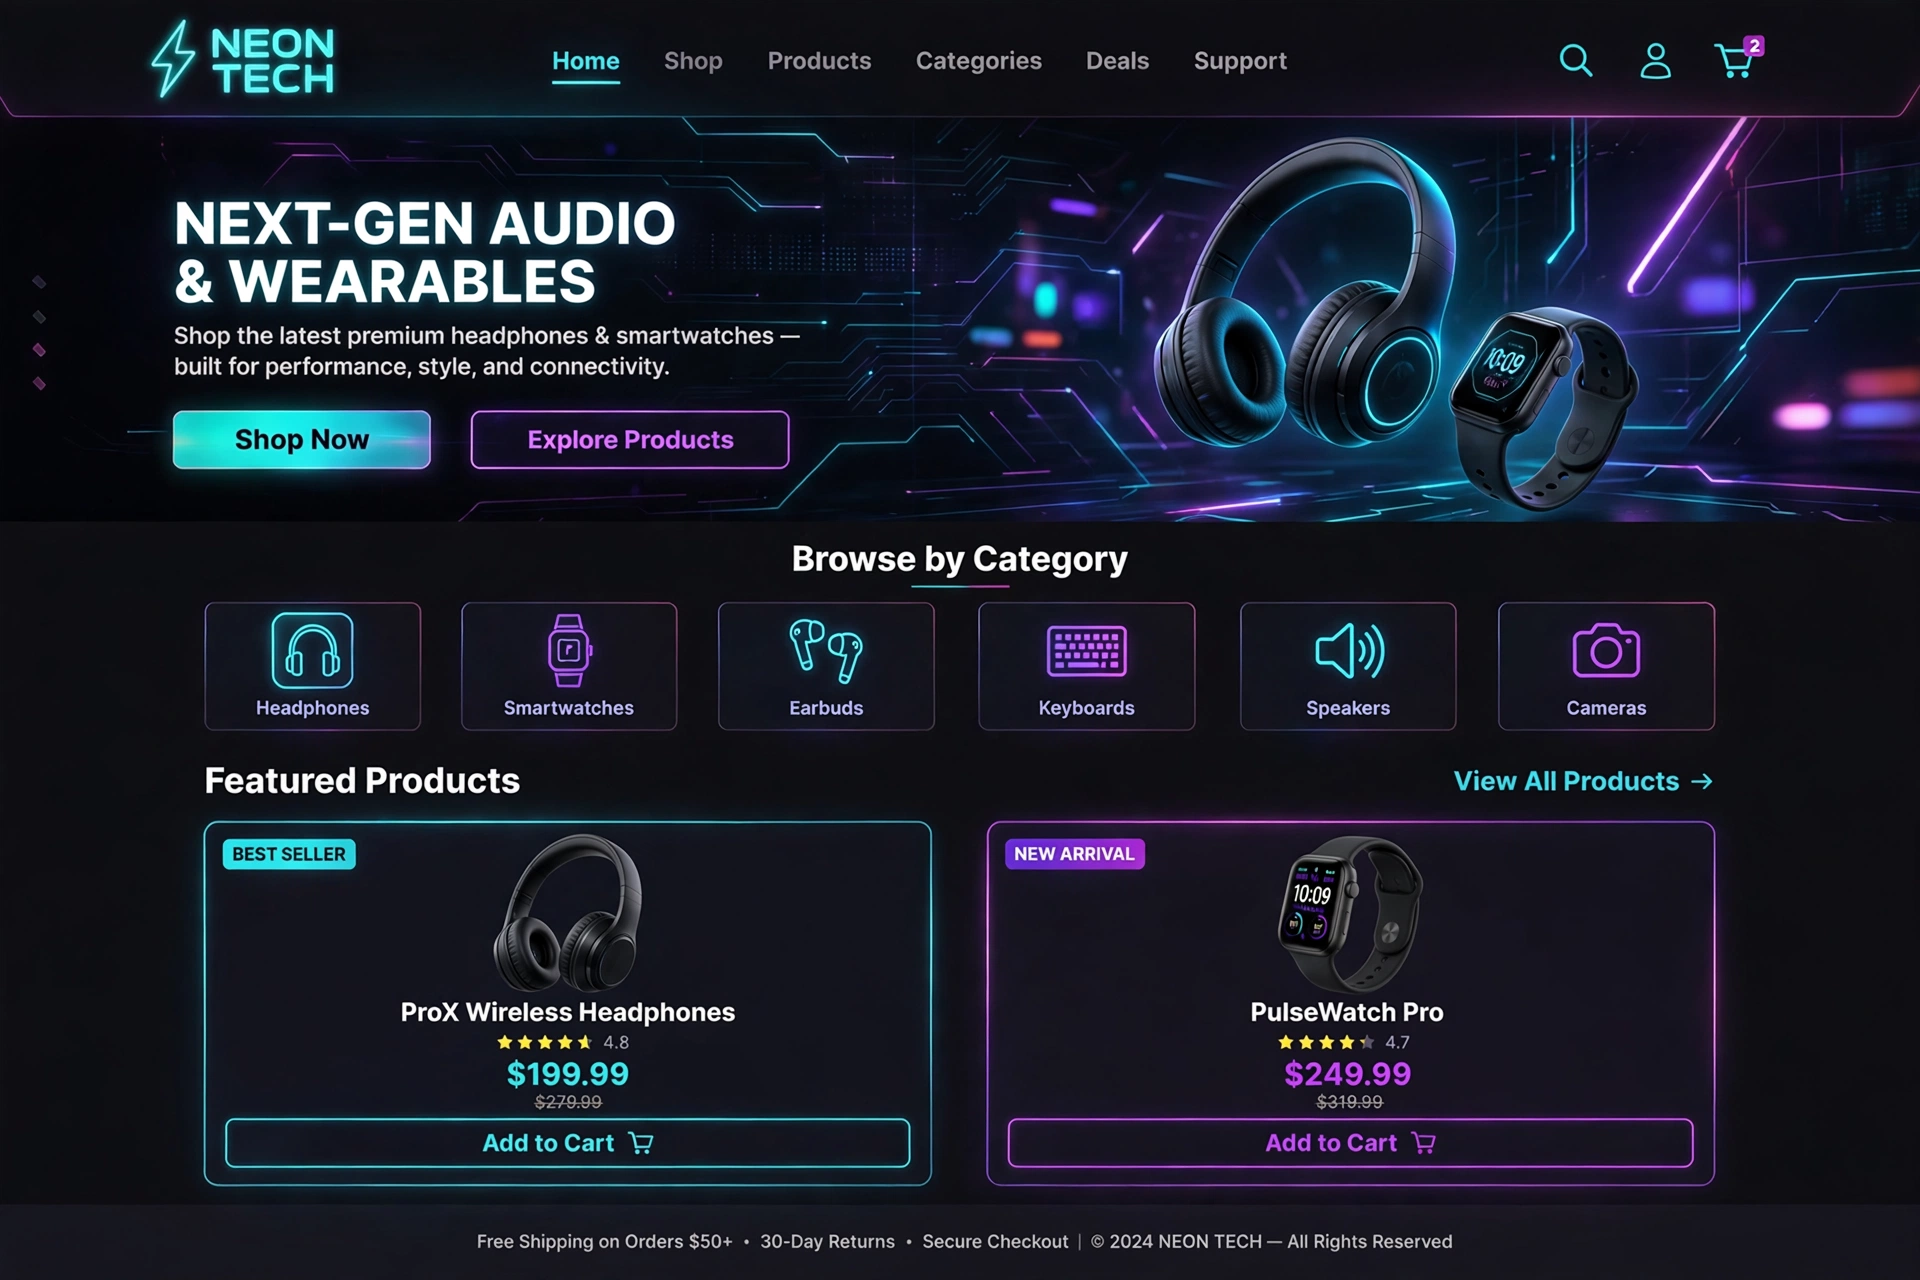 NEON
TECH
Home
Shop
Products
Categories
Deals
Support
2
NEXT-GEN AUDIO
& WEARABLES
Shop the latest premium headphones & smartwatches —
built for performance, style, and connectivity.
Shop Now
Explore Products
10:09
Browse by Category
Headphones
Smartwatches
Earbuds
Keyboards
Speakers
Cameras
Featured Products
View All Products →
BEST SELLER
ProX Wireless Headphones
4.8
$199.99
$279.99
Add to Cart
NEW ARRIVAL
10:09
PulseWatch Pro
4.7
$249.99
$319.99
Add to Cart
Free Shipping on Orders $50+ • 30-Day Returns • Secure Checkout | © 2024 NEON TECH — All Rights Reserved